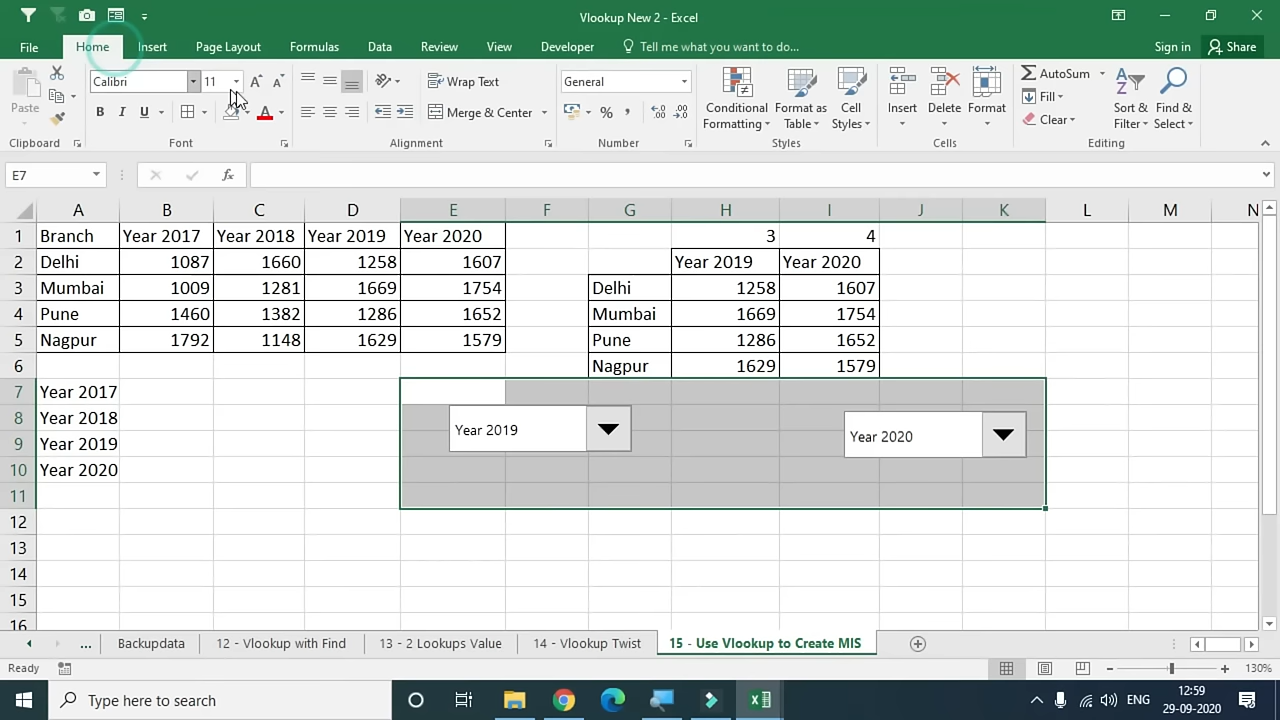 Vlookup New 2 - Excel
File Home Insert Page Layout Formulas Data Review View Developer Tell me what you want to do... Sign in Share
Paste
Calibri 11
B I U
A
Wrap Text
Merge & Center
General
%
Conditional Formatting
Format as Table
Cell Styles
Insert Delete Format
AutoSum
Fill
Clear
Sort & Filter
Find & Select
Clipboard Font Alignment Number Styles Cells Editing
E7 fx
A B C D E F G H I J K L M N
1 Branch Year 2017 Year 2018 Year 2019 Year 2020 3 4
2 Delhi 1087 1660 1258 1607 Year 2019 Year 2020
3 Mumbai 1009 1281 1669 1754 Delhi 1258 1607
4 Pune 1460 1382 1286 1652 Mumbai 1669 1754
5 Nagpur 1792 1148 1629 1579 Pune 1286 1652
6 Nagpur 1629 1579
7 Year 2017
8 Year 2018 Year 2019 Year 2020
9 Year 2019
10 Year 2020
11
12
13
14
15
16
... Backupdata 12 - Vlookup with Find 13 - 2 Lookups Value 14 - Vlookup Twist 15 - Use Vlookup to Create MIS
Ready 130%
Type here to search ENG 12:59
29-09-2020